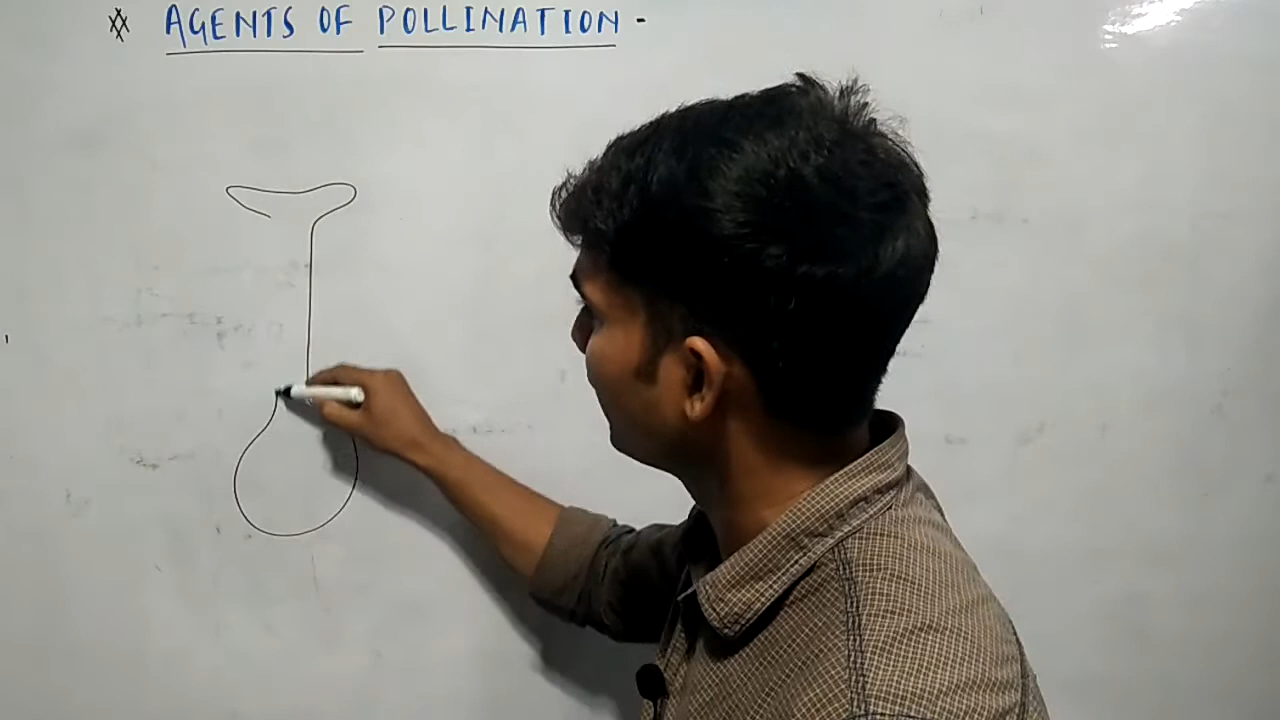 ※ AGENTS OF POLLINATION -